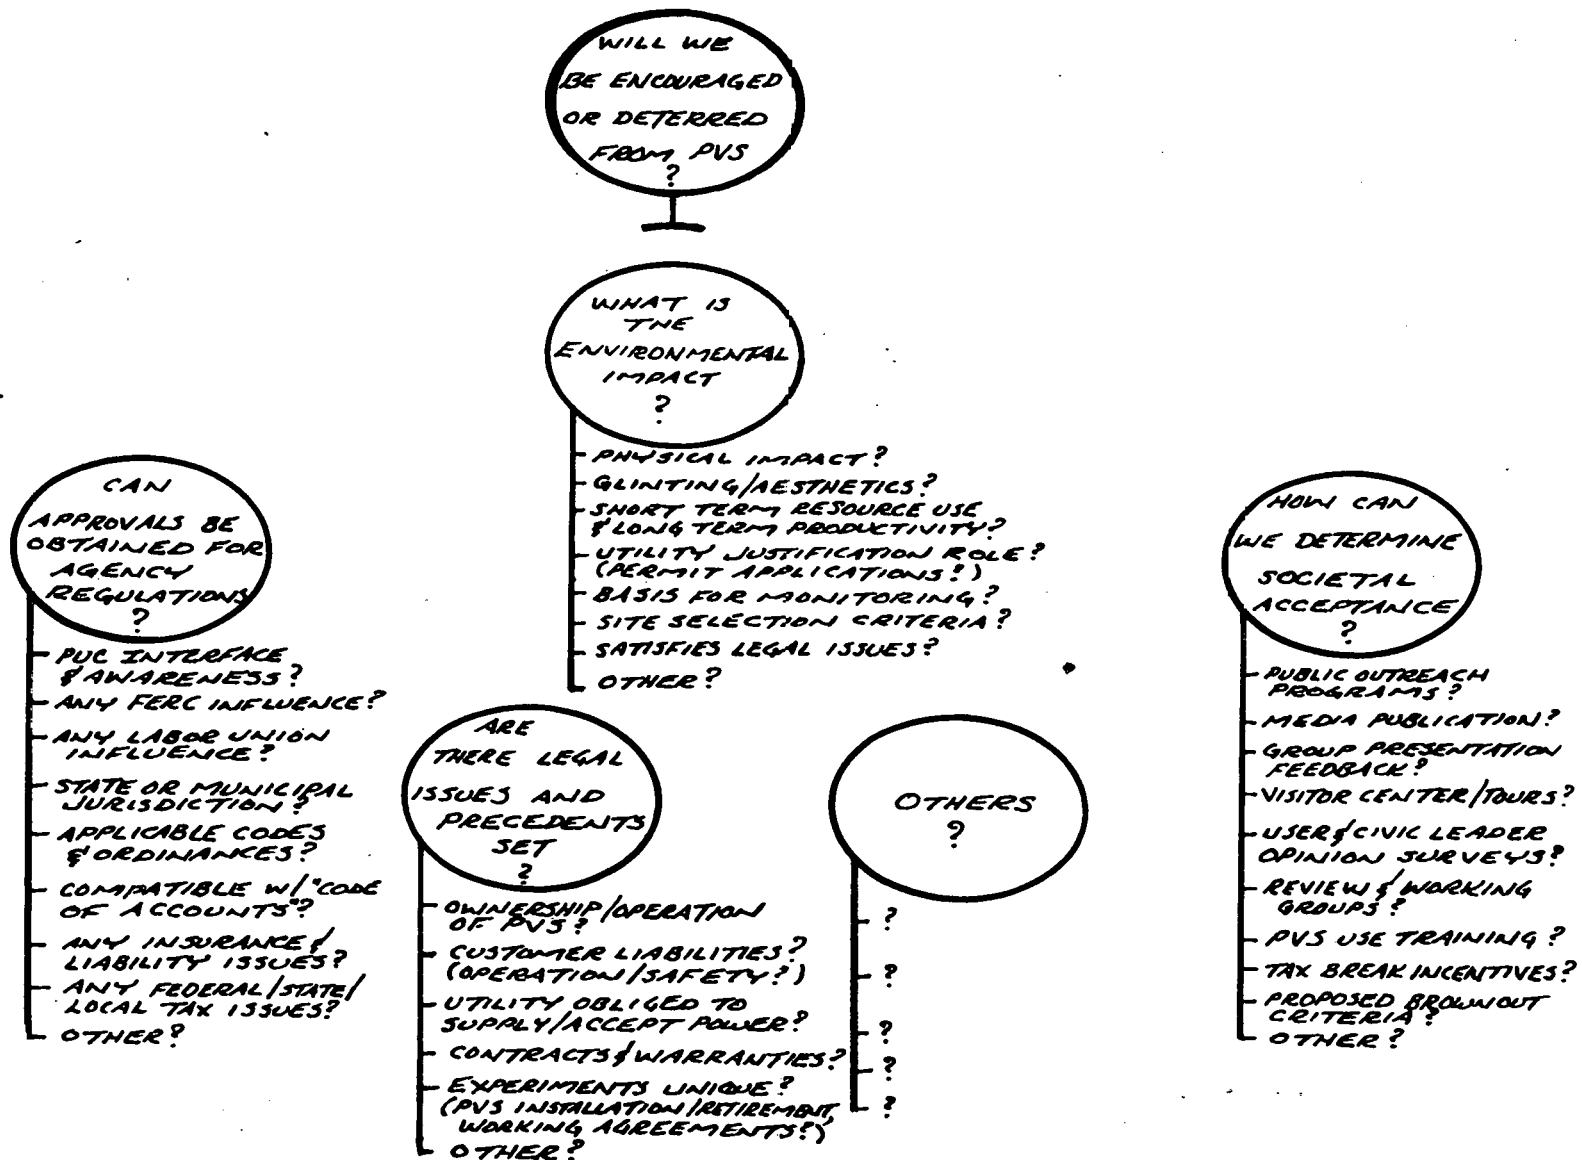 WILL WE
BE ENCOURAGED
OR DETERRED
FROM PVS
?
WHAT IS
THE
ENVIRONMENTAL
IMPACT
?
PHYSICAL IMPACT?
GLINTING/AESTHETICS?
SHORT TERM RESOURCE USE
& LONG TERM PRODUCTIVITY?
UTILITY JUSTIFICATION ROLE?
(PERMIT APPLICATIONS?)
BASIS FOR MONITORING?
SITE SELECTION CRITERIA?
SATISFIES LEGAL ISSUES?
OTHER?
CAN
APPROVALS BE
OBTAINED FOR
AGENCY
REGULATIONS
?
PUC INTERFACE
& AWARENESS?
ANY FERC INFLUENCE?
ANY LABOR UNION
INFLUENCE?
STATE OR MUNICIPAL
JURISDICTION?
APPLICABLE CODES
& ORDINANCES?
COMPATIBLE W/"CODE
OF ACCOUNTS"?
ANY INSURANCE &
LIABILITY ISSUES?
ANY FEDERAL/STATE/
LOCAL TAX ISSUES?
OTHER?
ARE
THERE LEGAL
ISSUES AND
PRECEDENTS
SET
?
OWNERSHIP/OPERATION
OF PVS?
CUSTOMER LIABILITIES?
(OPERATION/SAFETY?)
UTILITY OBLIGED TO
SUPPLY/ACCEPT POWER?
CONTRACTS & WARRANTIES?
EXPERIMENTS UNIQUE?
(PVS INSTALLATION/RETIREMENT,
WORKING AGREEMENTS?)
OTHER?
OTHERS
?
?
?
?
?
?
HOW CAN
WE DETERMINE
SOCIETAL
ACCEPTANCE
?
PUBLIC OUTREACH
PROGRAMS?
MEDIA PUBLICATION?
GROUP PRESENTATION
FEEDBACK?
VISITOR CENTER/TOURS?
USER & CIVIC LEADER
OPINION SURVEYS?
REVIEW & WORKING
GROUPS?
PVS USE TRAINING?
TAX BREAK INCENTIVES?
PROPOSED BROWNOUT
CRITERIA?
OTHER?